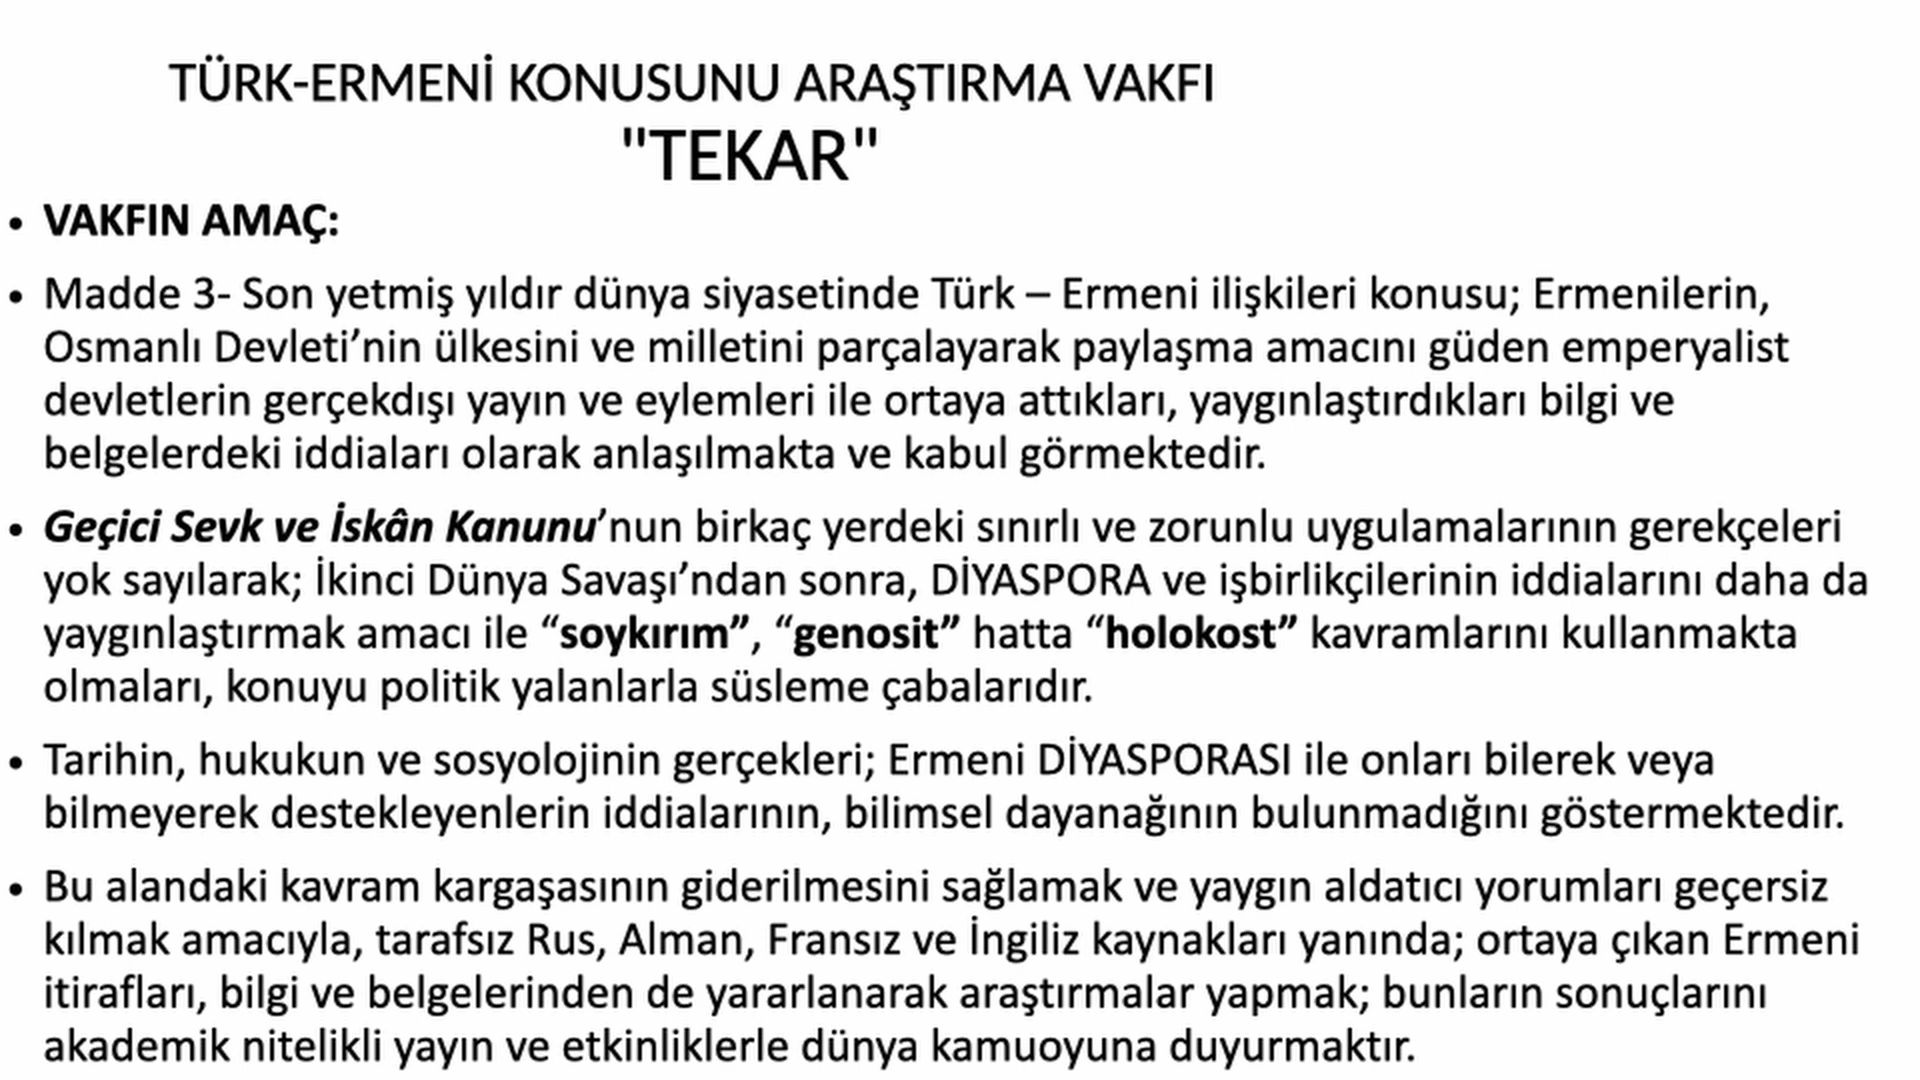 TÜRK-ERMENİ KONUSUNU ARAŞTIRMA VAKFI
"TEKAR"
• VAKFIN AMAÇ:
• Madde 3- Son yetmiş yıldır dünya siyasetinde Türk – Ermeni ilişkileri konusu; Ermenilerin,
Osmanlı Devleti’nin ülkesini ve milletini parçalayarak paylaşma amacını güden emperyalist
devletlerin gerçekdışı yayın ve eylemleri ile ortaya attıkları, yaygınlaştırdıkları bilgi ve
belgelerdeki iddiaları olarak anlaşılmakta ve kabul görmektedir.
• Geçici Sevk ve İskân Kanunu’nun birkaç yerdeki sınırlı ve zorunlu uygulamalarının gerekçeleri
yok sayılarak; İkinci Dünya Savaşı’ndan sonra, DİYASPORA ve işbirlikçilerinin iddialarını daha da
yaygınlaştırmak amacı ile “soykırım”, “genosit” hatta “holokost” kavramlarını kullanmakta
olmaları, konuyu politik yalanlarla süsleme çabalarıdır.
• Tarihin, hukukun ve sosyolojinin gerçekleri; Ermeni DİYASPORASI ile onları bilerek veya
bilmeyerek destekleyenlerin iddialarının, bilimsel dayanağının bulunmadığını göstermektedir.
• Bu alandaki kavram kargaşasının giderilmesini sağlamak ve yaygın aldatıcı yorumları geçersiz
kılmak amacıyla, tarafsız Rus, Alman, Fransız ve İngiliz kaynakları yanında; ortaya çıkan Ermeni
itirafları, bilgi ve belgelerinden de yararlanarak araştırmalar yapmak; bunların sonuçlarını
akademik nitelikli yayın ve etkinliklerle dünya kamuoyuna duyurmaktır.